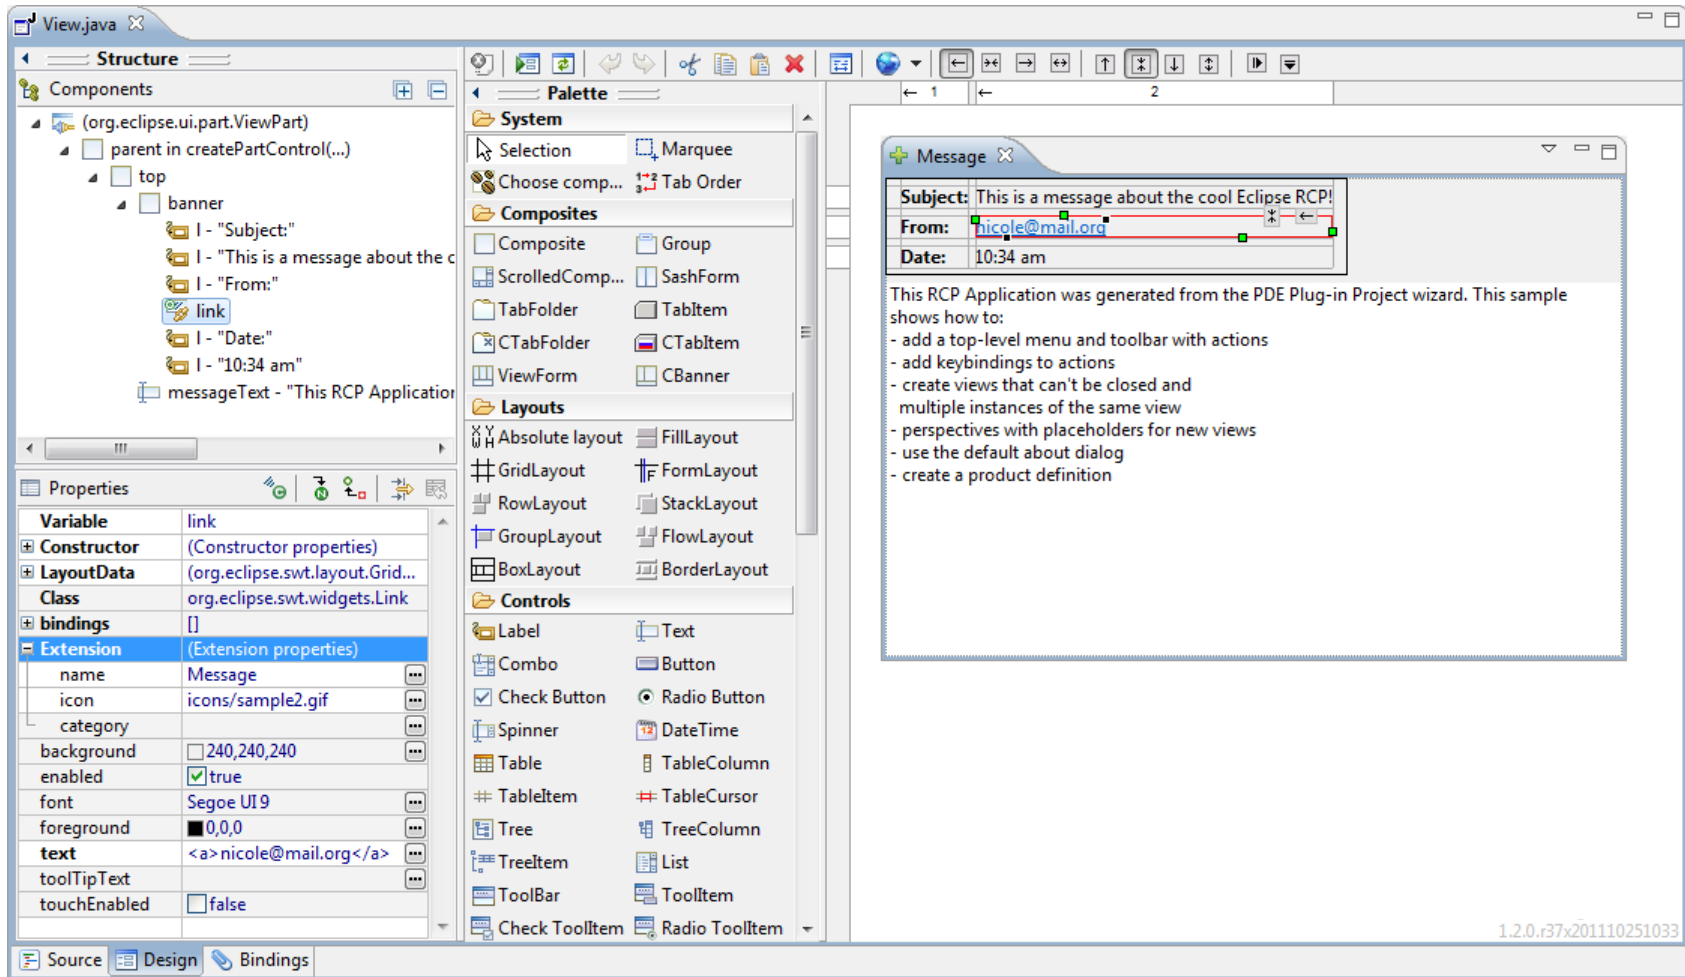 View.java
Structure
Components
(org.eclipse.ui.part.ViewPart)
parent in createPartControl(...)
top
banner
l - "Subject:"
l - "This is a message about the c
l - "From:"
link
l - "Date:"
l - "10:34 am"
messageText - "This RCP Application
Properties
Variable link
Constructor (Constructor properties)
LayoutData (org.eclipse.swt.layout.Grid...
Class org.eclipse.swt.widgets.Link
bindings []
Extension (Extension properties)
name Message
icon icons/sample2.gif
category
background 240,240,240
enabled true
font Segoe UI 9
foreground 0,0,0
text <a>nicole@mail.org</a>
toolTipText
touchEnabled false
Source Design Bindings
Palette
System
Selection Marquee
Choose comp... Tab Order
Composites
Composite Group
ScrolledComp... SashForm
TabFolder TabItem
CTabFolder CTabItem
ViewForm CBanner
Layouts
Absolute layout FillLayout
GridLayout FormLayout
RowLayout StackLayout
GroupLayout FlowLayout
BoxLayout BorderLayout
Controls
Label Text
Combo Button
Check Button Radio Button
Spinner DateTime
Table TableColumn
TableItem TableCursor
Tree TreeColumn
TreeItem List
ToolBar ToolItem
Check ToolItem Radio ToolItem
1 2
Message
Subject: This is a message about the cool Eclipse RCP!
From: nicole@mail.org
Date: 10:34 am
This RCP Application was generated from the PDE Plug-in Project wizard. This sample
shows how to:
- add a top-level menu and toolbar with actions
- add keybindings to actions
- create views that can't be closed and
multiple instances of the same view
- perspectives with placeholders for new views
- use the default about dialog
- create a product definition
1.2.0.r37x201110251033